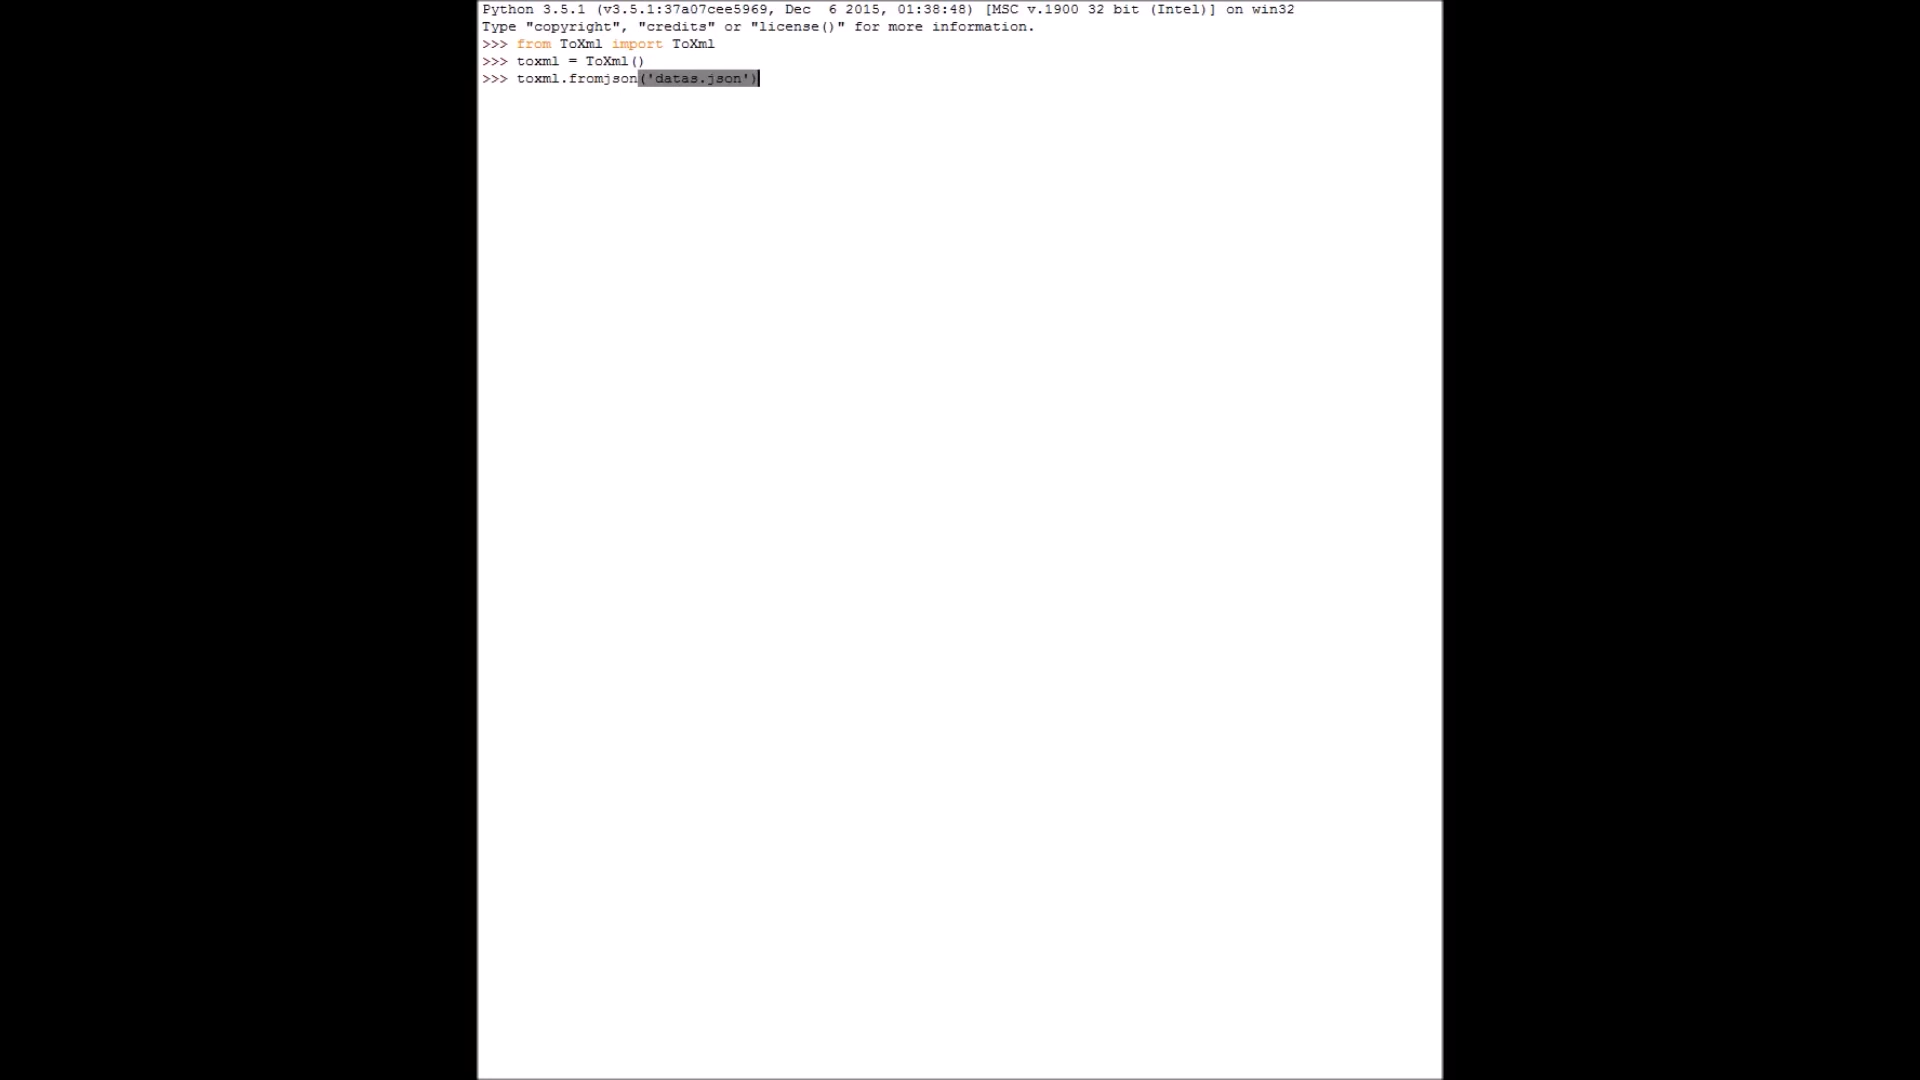 Python 3.5.1 (v3.5.1:37a07cee5969, Dec  6 2015, 01:38:48) [MSC v.1900 32 bit (Intel)] on win32
Type "copyright", "credits" or "license()" for more information.
>>> from ToXml import ToXml
>>> toxml = ToXml()
>>> toxml.fromjson('datas.json')